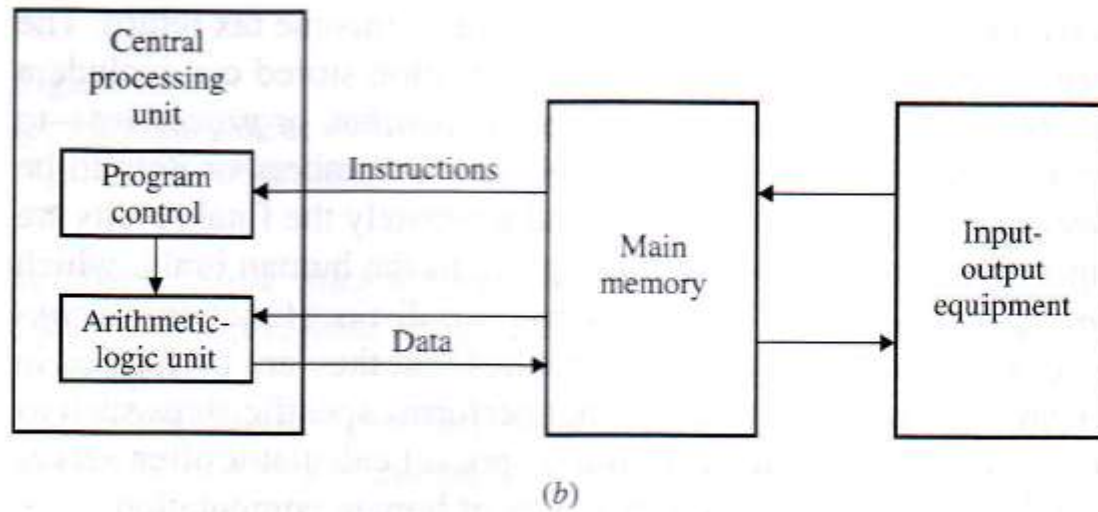 Central
processing
unit
Program
control
Arithmetic-
logic unit
Instructions
Data
Main
memory
Input-
output
equipment
(b)